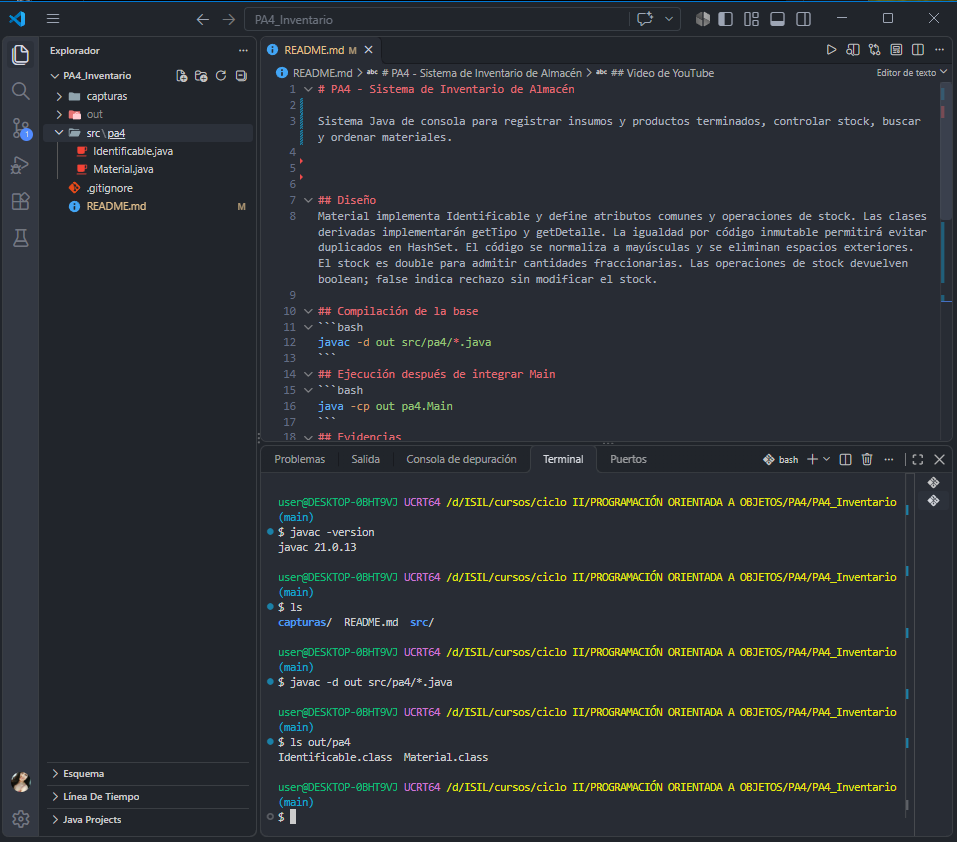 PA4_Inventario
Explorador
PA4_Inventario
capturas
out
src\pa4
Identificable.java
Material.java
.gitignore
README.md M
Esquema
Línea De Tiempo
Java Projects
1
README.md M
README.md > # PA4 - Sistema de Inventario de Almacén > ## Video de YouTube
Editor de texto
1 # PA4 - Sistema de Inventario de Almacén
2
3 Sistema Java de consola para registrar insumos y productos terminados, controlar stock, buscar
y ordenar materiales.
4
5
6
7 ## Diseño
8 Material implementa Identificable y define atributos comunes y operaciones de stock. Las clases
derivadas implementarán getTipo y getDetalle. La igualdad por código inmutable permitirá evitar
duplicados en HashSet. El código se normaliza a mayúsculas y se eliminan espacios exteriores.
El stock es double para admitir cantidades fraccionarias. Las operaciones de stock devuelven
boolean; false indica rechazo sin modificar el stock.
9
10 ## Compilación de la base
11 ```bash
12 javac -d out src/pa4/*.java
13 ```
14 ## Ejecución después de integrar Main
15 ```bash
16 java -cp out pa4.Main
17 ```
18 ## Evidencias
Problemas Salida Consola de depuración Terminal Puertos
bash
user@DESKTOP-0BHT9VJ UCRT64 /d/ISIL/cursos/ciclo II/PROGRAMACIÓN ORIENTADA A OBJETOS/PA4/PA4_Inventario
(main)
$ javac -version
javac 21.0.13
user@DESKTOP-0BHT9VJ UCRT64 /d/ISIL/cursos/ciclo II/PROGRAMACIÓN ORIENTADA A OBJETOS/PA4/PA4_Inventario
(main)
$ ls
capturas/ README.md src/
user@DESKTOP-0BHT9VJ UCRT64 /d/ISIL/cursos/ciclo II/PROGRAMACIÓN ORIENTADA A OBJETOS/PA4/PA4_Inventario
(main)
$ javac -d out src/pa4/*.java
user@DESKTOP-0BHT9VJ UCRT64 /d/ISIL/cursos/ciclo II/PROGRAMACIÓN ORIENTADA A OBJETOS/PA4/PA4_Inventario
(main)
$ ls out/pa4
Identificable.class Material.class
user@DESKTOP-0BHT9VJ UCRT64 /d/ISIL/cursos/ciclo II/PROGRAMACIÓN ORIENTADA A OBJETOS/PA4/PA4_Inventario
(main)
$